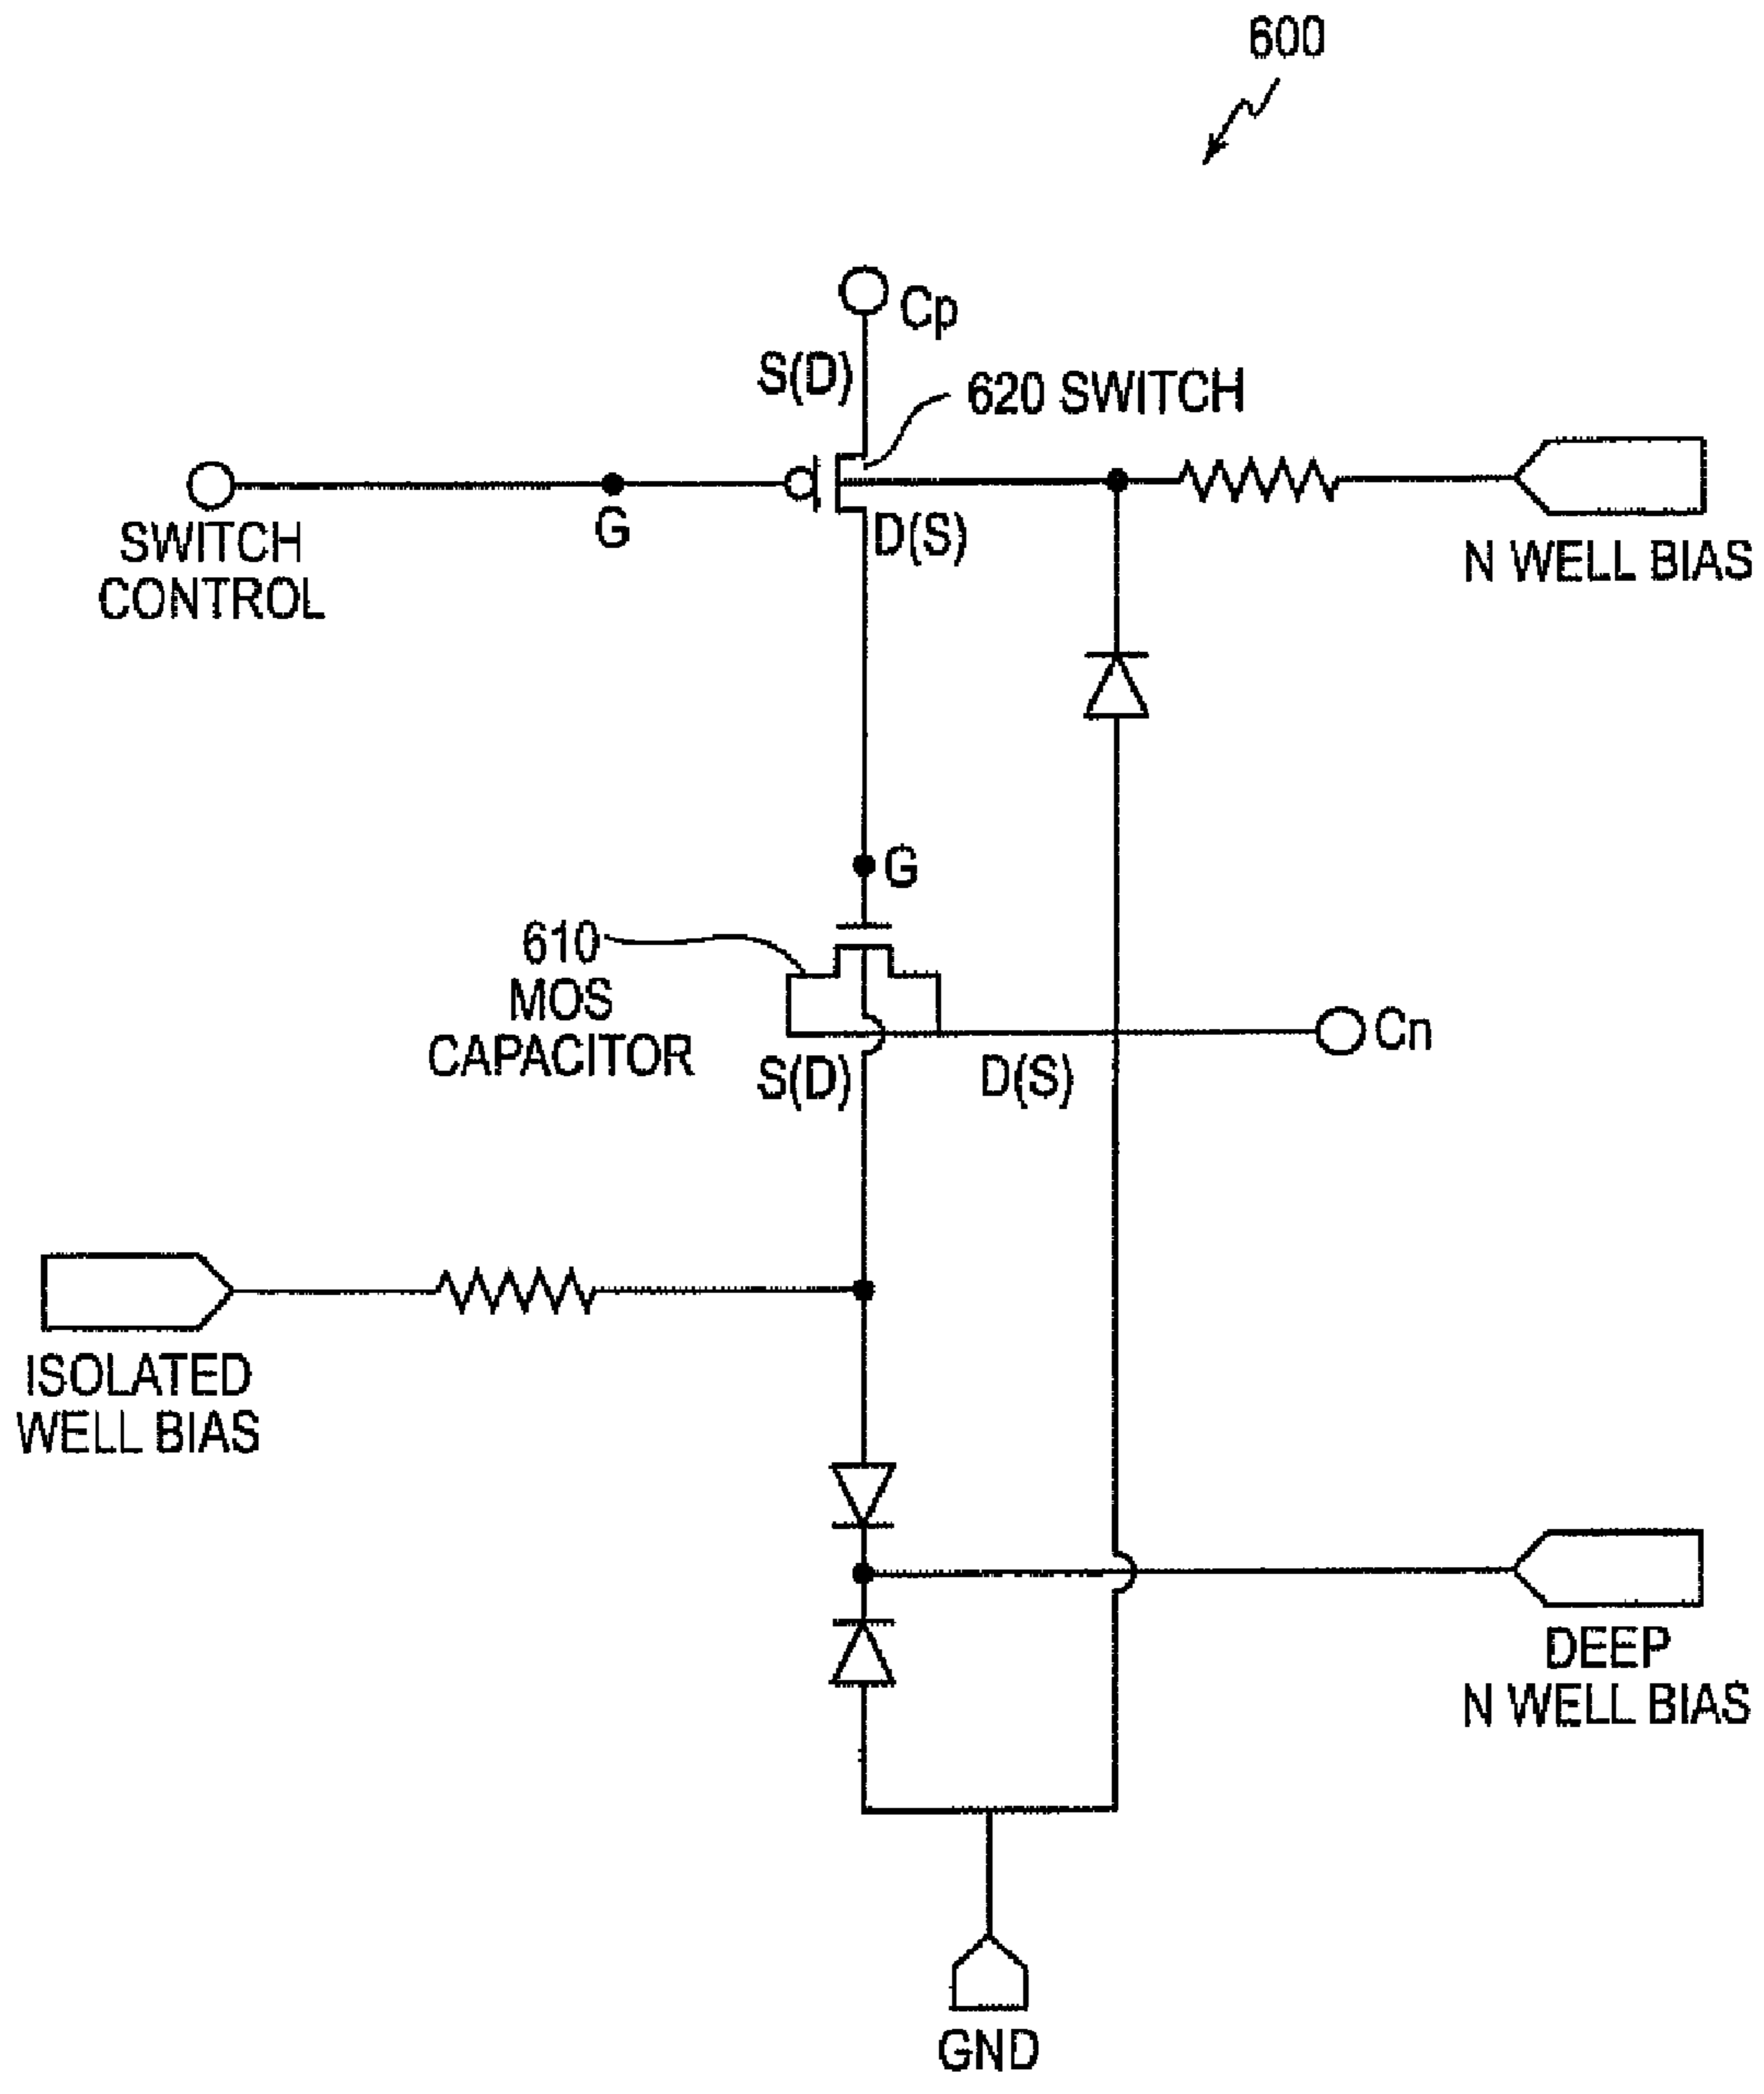 600
Cp
S(D)
620 SWITCH
G
D(S)
SWITCH
CONTROL
N WELL BIAS
G
610
MOS
CAPACITOR
Cn
S(D)
D(S)
ISOLATED
WELL BIAS
DEEP
N WELL BIAS
GND